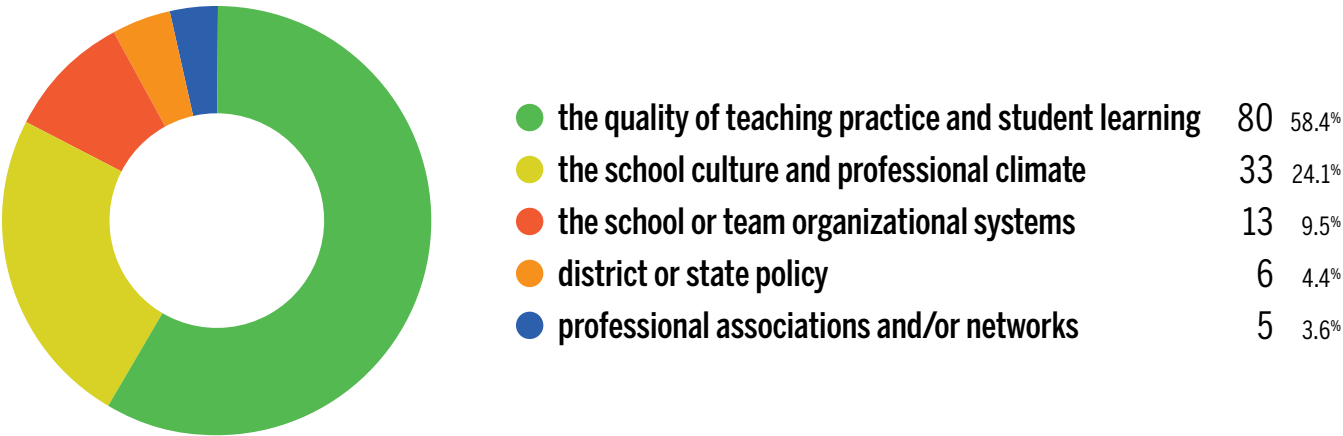 the quality of teaching practice and student learning 80 58.4%
the school culture and professional climate 33 24.1%
the school or team organizational systems 13 9.5%
district or state policy 6 4.4%
professional associations and/or networks 5 3.6%